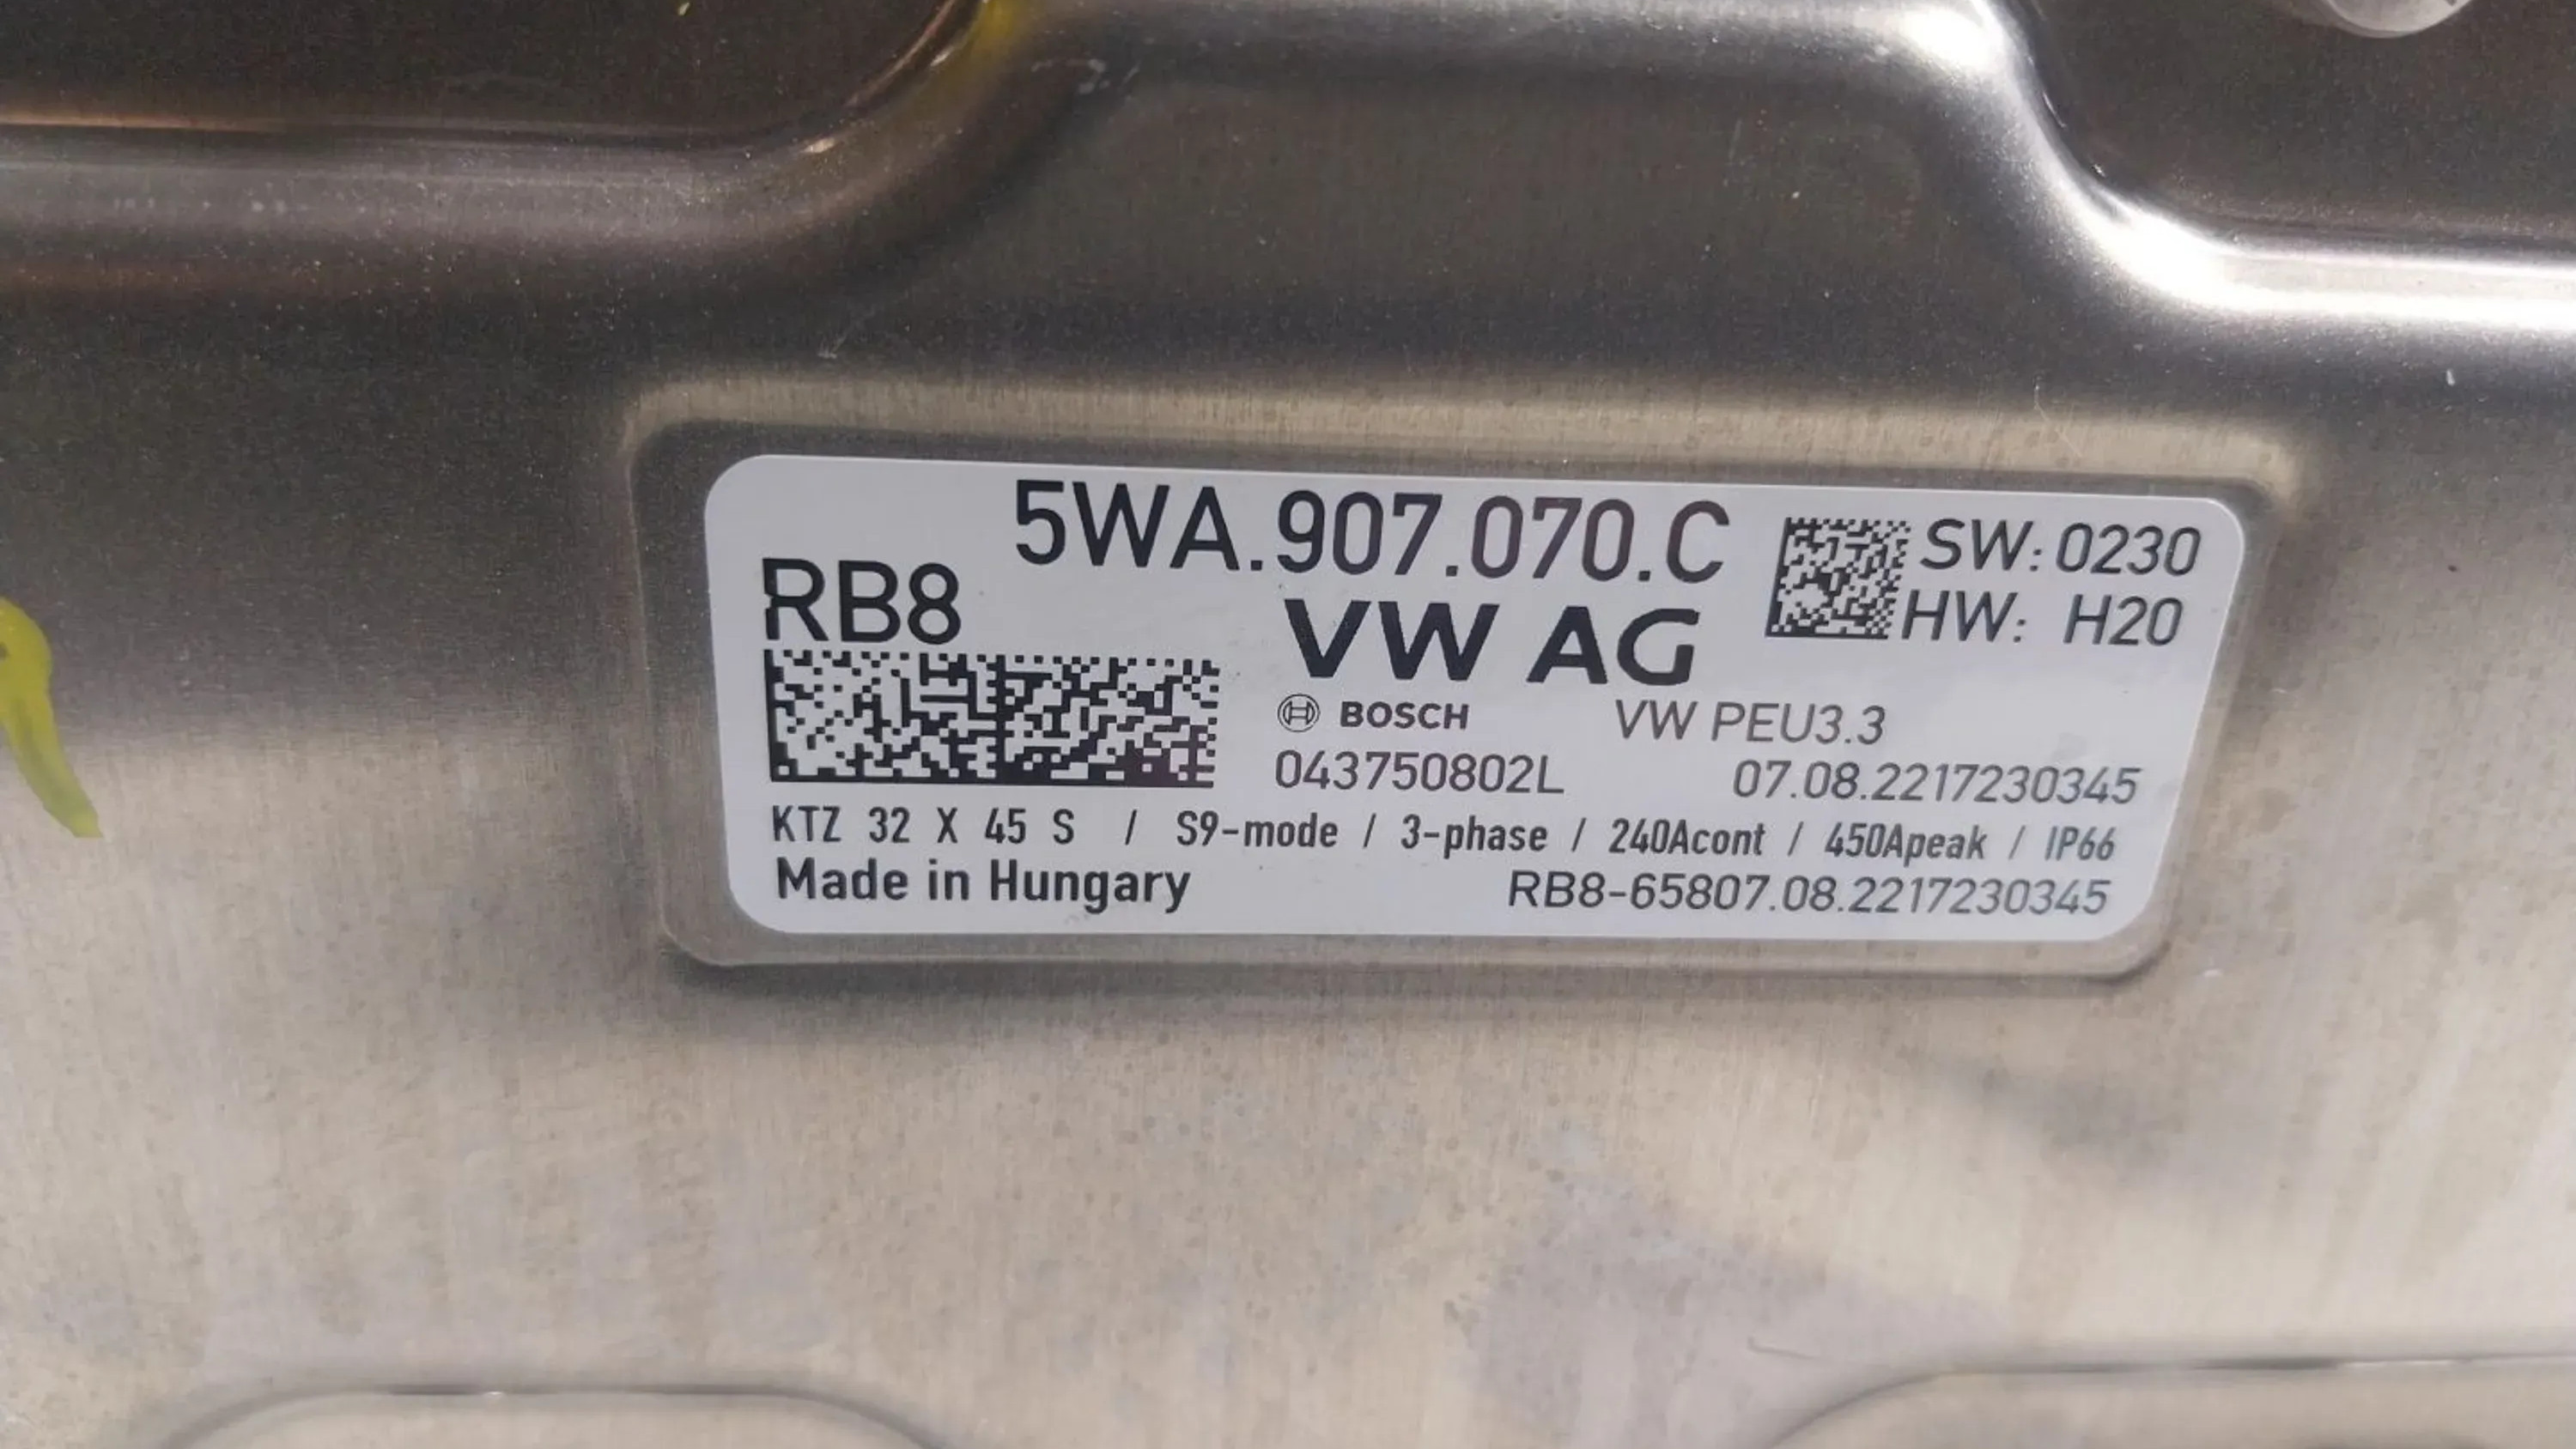 5WA.907.070.C
SW: 0230
HW: H20
RB8
VW AG
BOSCH
VW PEU3.3
043750802L
07.08.2217230345
KTZ 32 X 45 S / S9-mode / 3-phase / 240Acont / 450Apeak / IP66
Made in Hungary
RB8-65807.08.2217230345